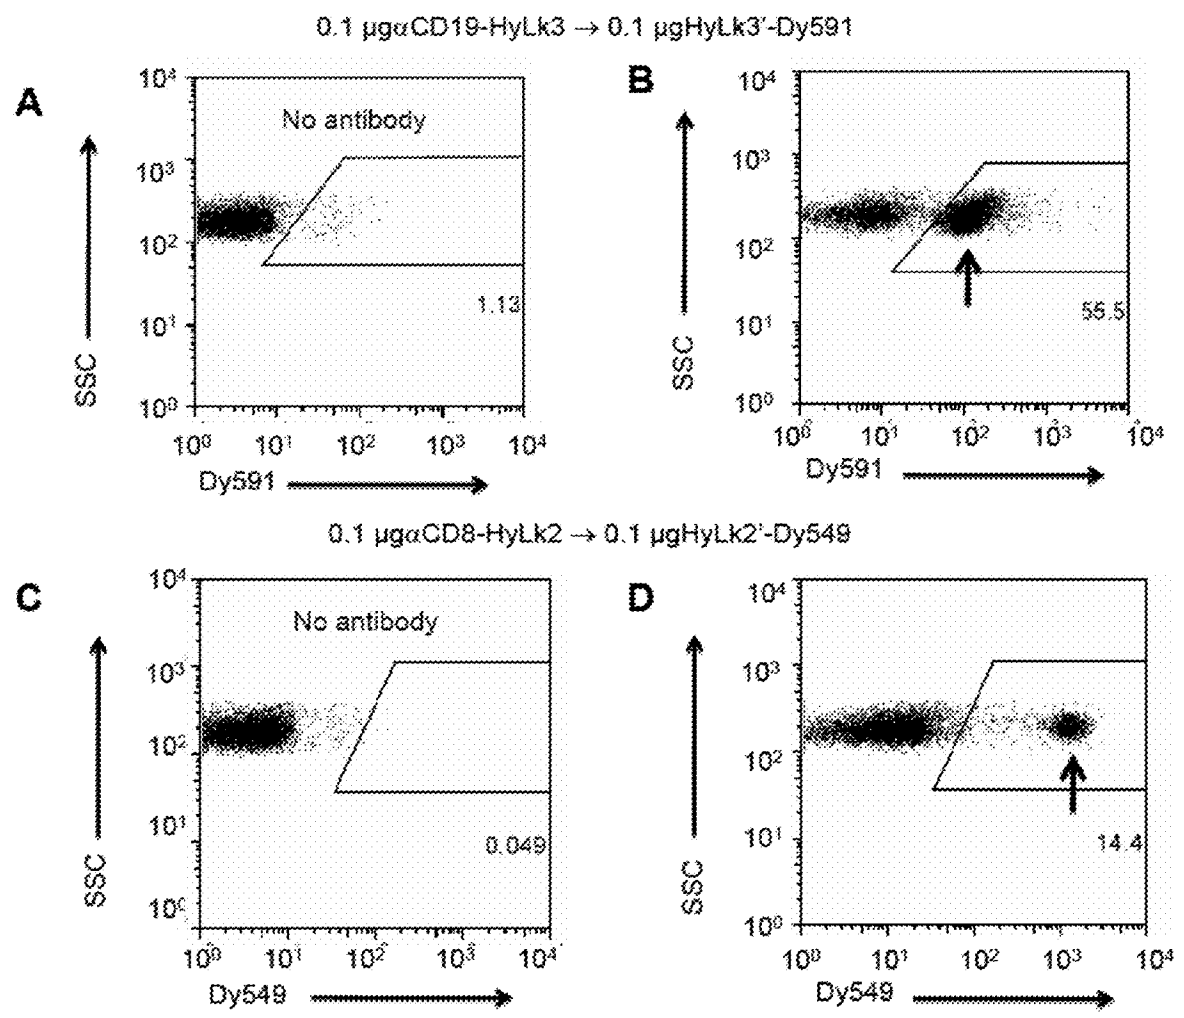 0.1 µgαCD19-HyLk3 → 0.1 µgHyLk3'-Dy591
A
B
10⁴
No antibody
10³
10²
10¹
10⁰
SSC
1.13
10⁰ 10¹ 10² 10³ 10⁴
Dy591
10⁴
10³
10²
10¹
10⁰
SSC
55.5
10⁰ 10¹ 10² 10³ 10⁴
Dy591
0.1 µgαCD8-HyLk2 → 0.1 µgHyLk2'-Dy549
C
D
10⁴
No antibody
10³
10²
10¹
10⁰
SSC
0.049
10⁰ 10¹ 10² 10³ 10⁴
Dy549
10⁴
10³
10²
10¹
10⁰
SSC
14.4
10⁰ 10¹ 10² 10³ 10⁴
Dy549